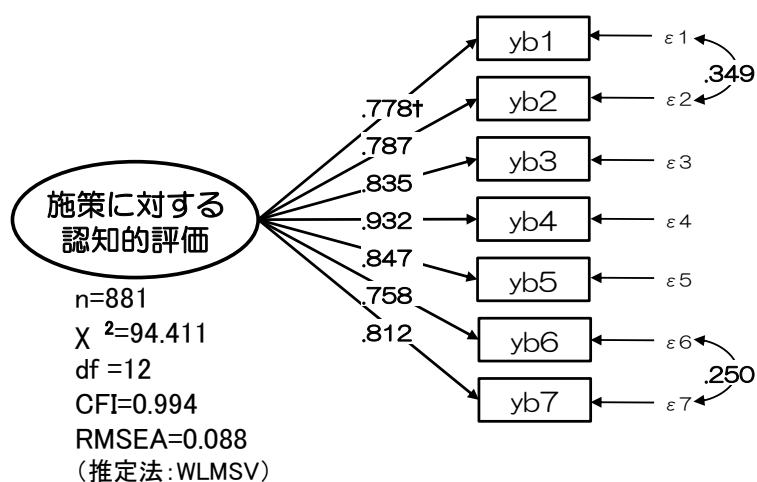 yb1
ε1
.349
.778†
yb2
ε2
.787
yb3
ε3
.835
施策に対する
認知的評価
.932
yb4
ε4
.847
yb5
ε5
.758
yb6
ε6
.250
.812
yb7
ε7
n=881
χ ²=94.411
df =12
CFI=0.994
RMSEA=0.088
（推定法:WLMSV）